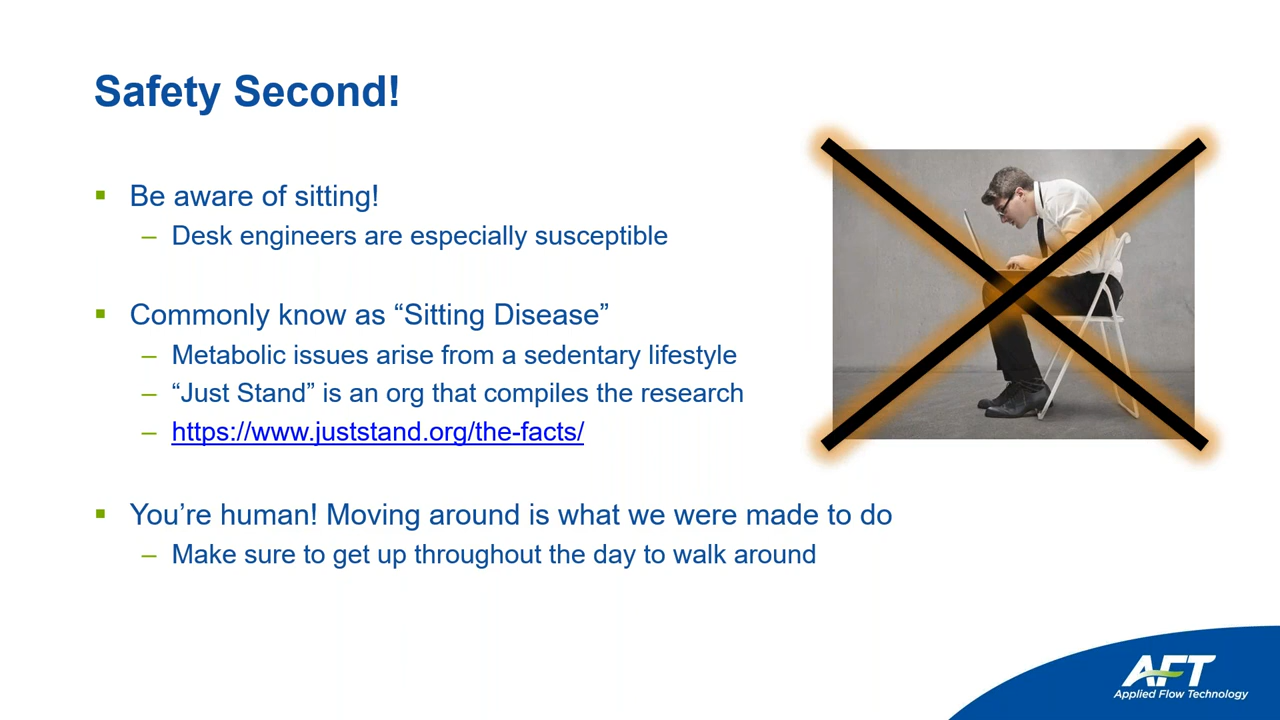 Safety Second!
Be aware of sitting!
– Desk engineers are especially susceptible
Commonly know as “Sitting Disease”
– Metabolic issues arise from a sedentary lifestyle
– “Just Stand” is an org that compiles the research
– https://www.juststand.org/the-facts/
You’re human! Moving around is what we were made to do
– Make sure to get up throughout the day to walk around
AFT
Applied Flow Technology